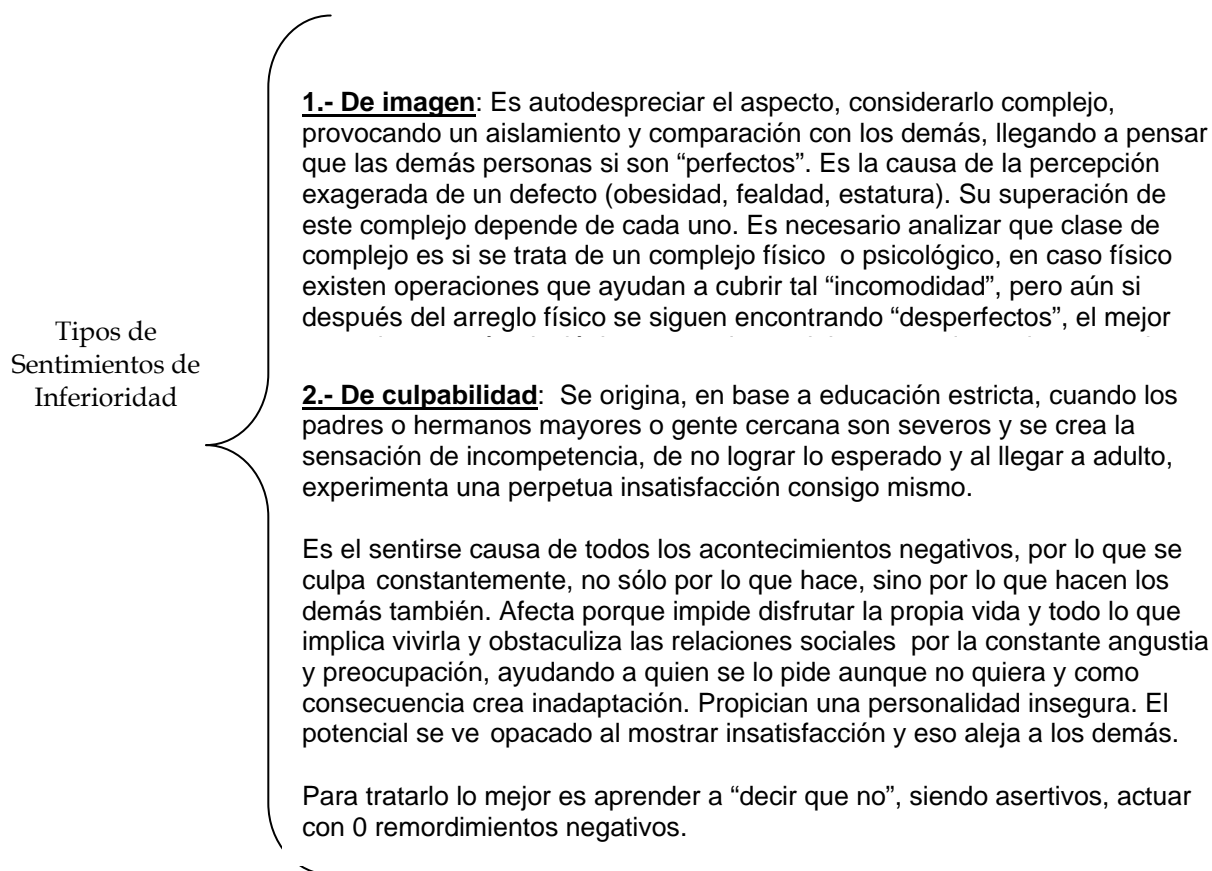 Tipos de
Sentimientos de
Inferioridad
1.- De imagen: Es autodespreciar el aspecto, considerarlo complejo,
provocando un aislamiento y comparación con los demás, llegando a pensar
que las demás personas si son “perfectos”. Es la causa de la percepción
exagerada de un defecto (obesidad, fealdad, estatura). Su superación de
este complejo depende de cada uno. Es necesario analizar que clase de
complejo es si se trata de un complejo físico o psicológico, en caso físico
existen operaciones que ayudan a cubrir tal “incomodidad”, pero aún si
después del arreglo físico se siguen encontrando “desperfectos”, el mejor
2.- De culpabilidad: Se origina, en base a educación estricta, cuando los
padres o hermanos mayores o gente cercana son severos y se crea la
sensación de incompetencia, de no lograr lo esperado y al llegar a adulto,
experimenta una perpetua insatisfacción consigo mismo.
Es el sentirse causa de todos los acontecimientos negativos, por lo que se
culpa constantemente, no sólo por lo que hace, sino por lo que hacen los
demás también. Afecta porque impide disfrutar la propia vida y todo lo que
implica vivirla y obstaculiza las relaciones sociales por la constante angustia
y preocupación, ayudando a quien se lo pide aunque no quiera y como
consecuencia crea inadaptación. Propician una personalidad insegura. El
potencial se ve opacado al mostrar insatisfacción y eso aleja a los demás.
Para tratarlo lo mejor es aprender a “decir que no”, siendo asertivos, actuar
con 0 remordimientos negativos.